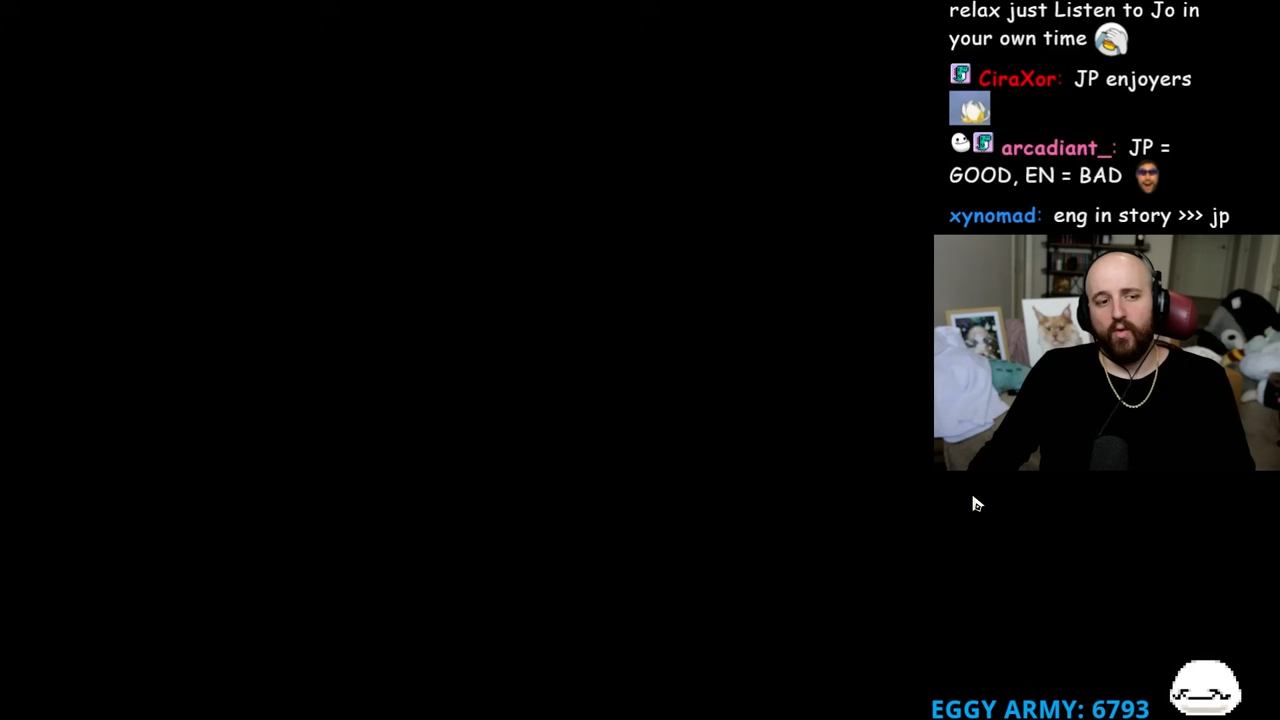 relax just Listen to Jo in
your own time
CiraXor: JP enjoyers
arcadiant_: JP =
GOOD, EN = BAD
xynomad: eng in story >>> jp
EGGY ARMY: 6793